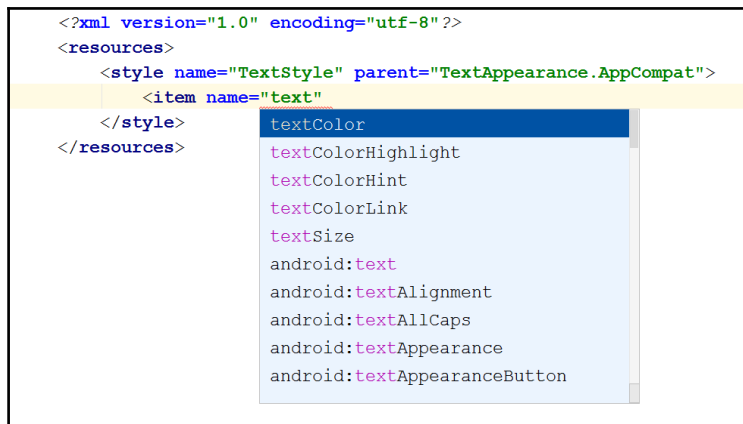 <?xml version="1.0" encoding="utf-8"?>
<resources>
<style name="TextStyle" parent="TextAppearance.AppCompat">
<item name="text"
</style>
</resources>
textColor
textColorHighlight
textColorHint
textColorLink
textSize
android:text
android:textAlignment
android:textAllCaps
android:textAppearance
android:textAppearanceButton